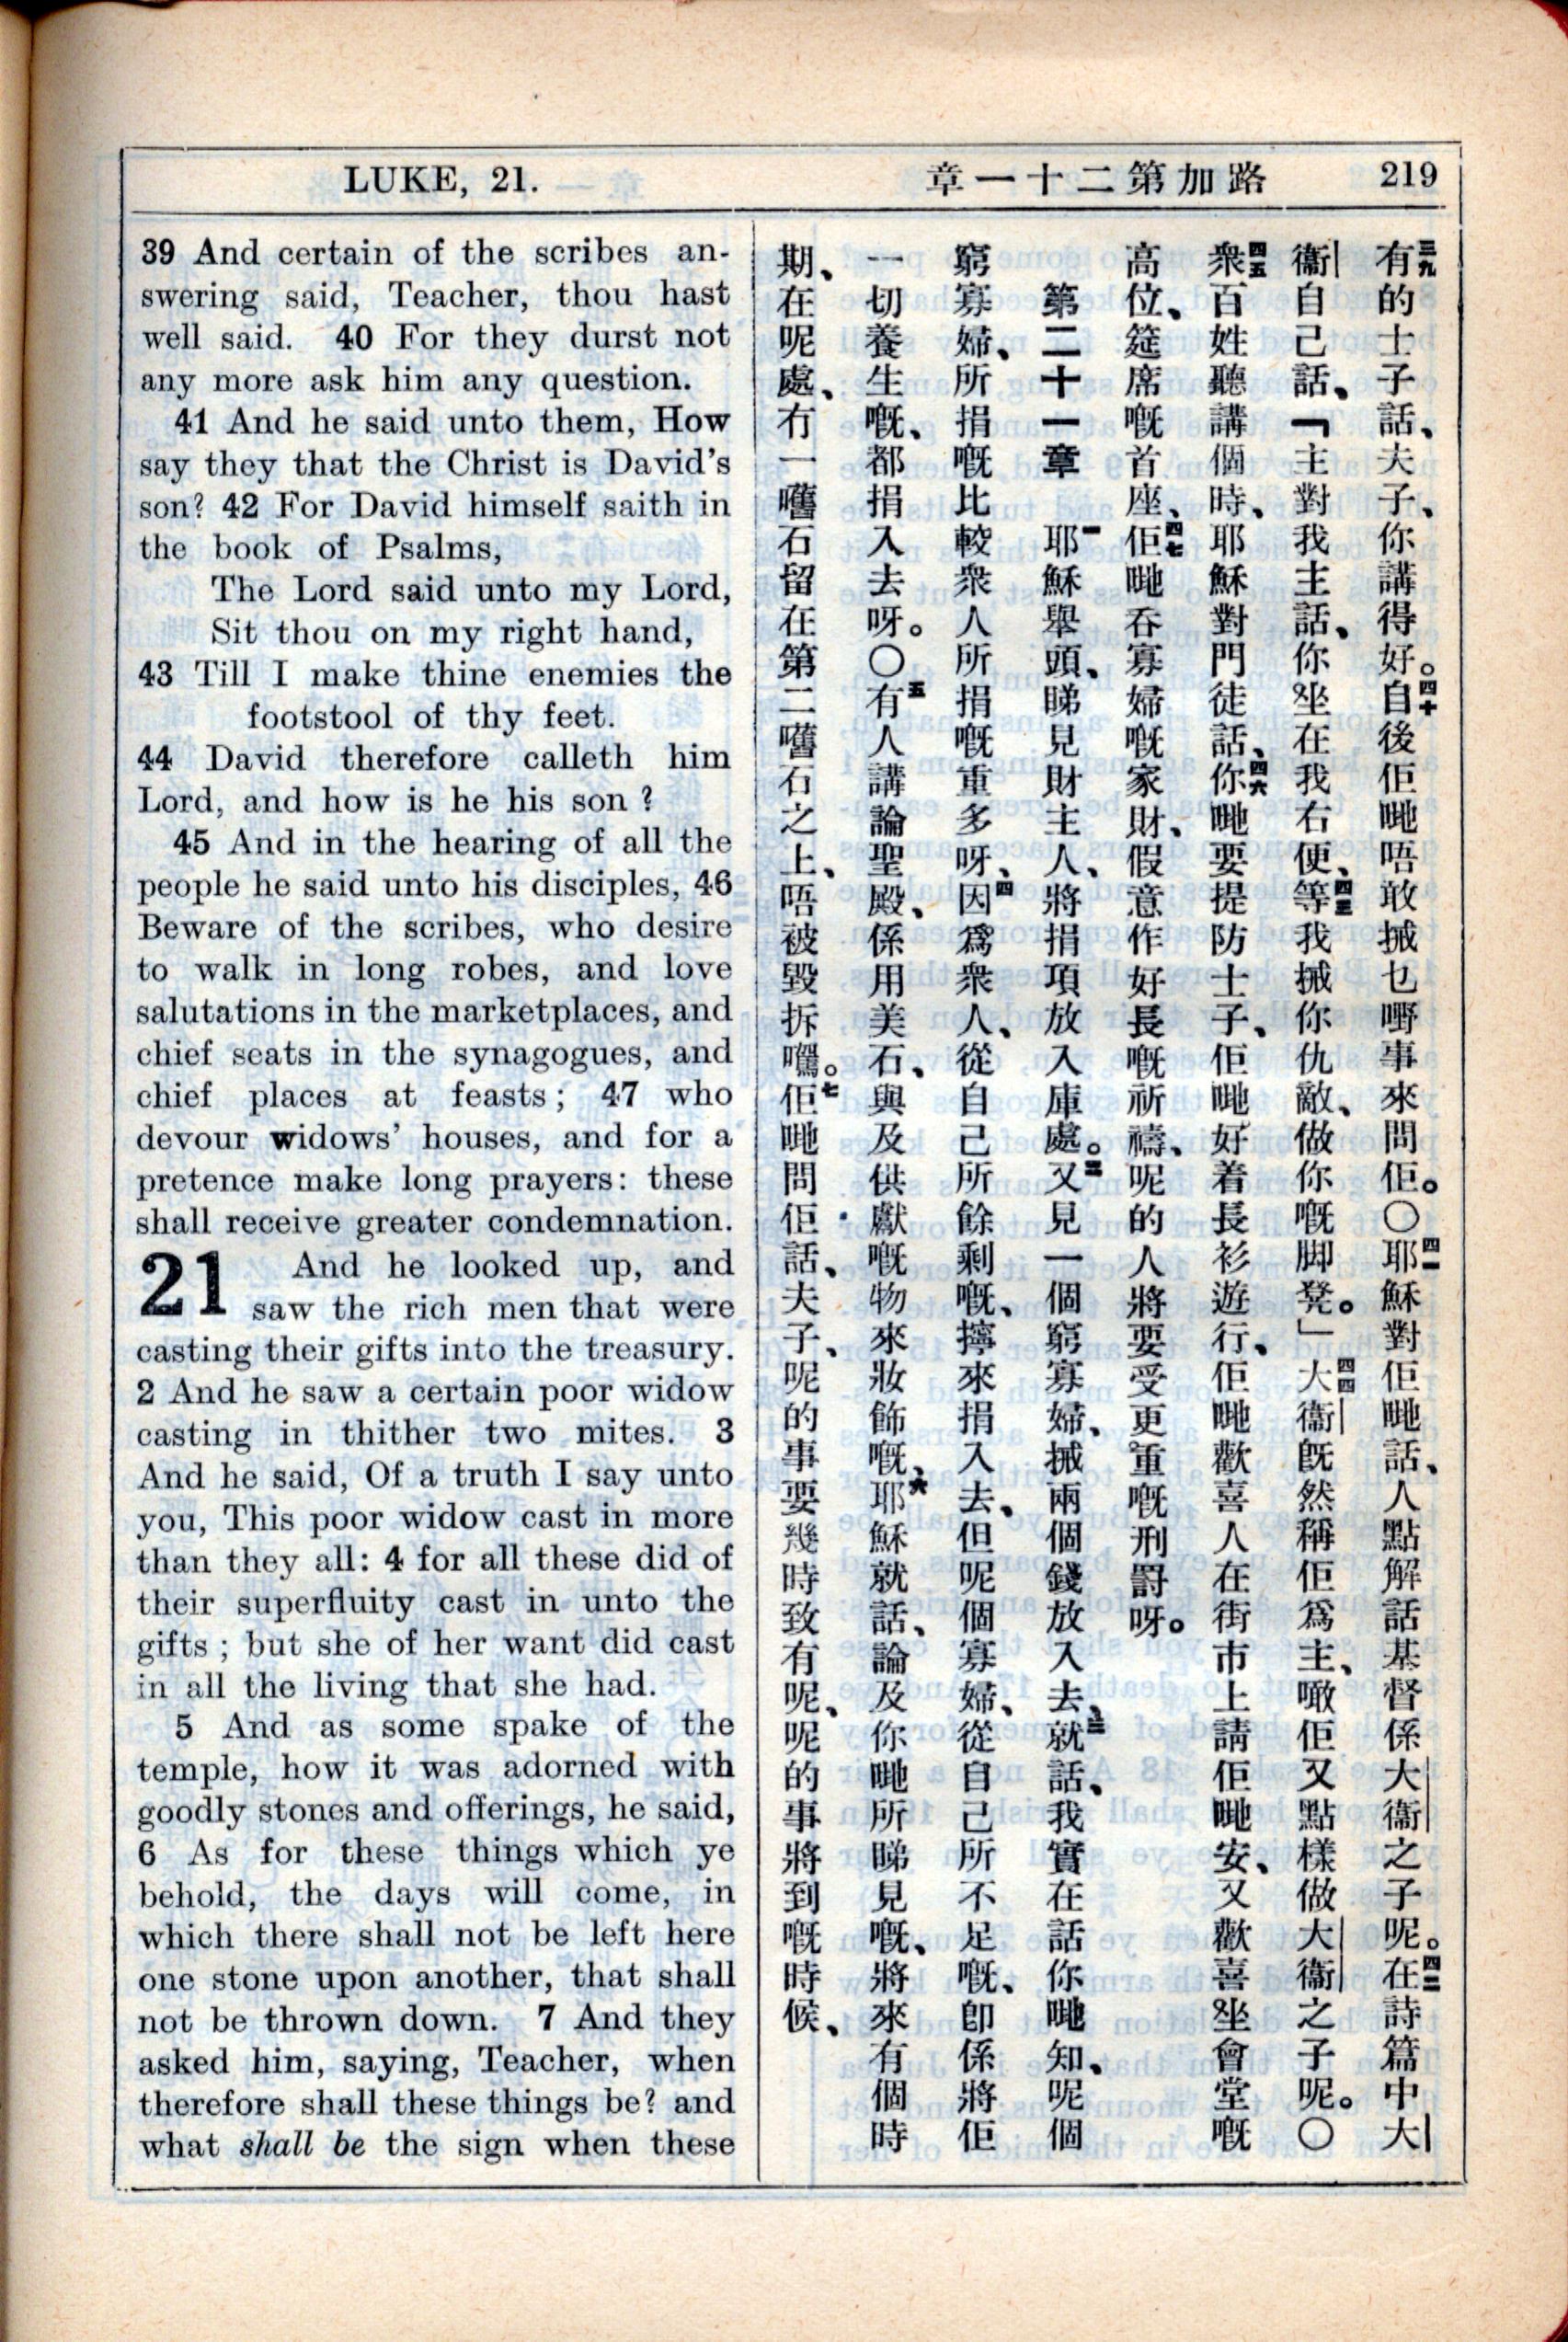 LUKE, 21.
章一十二第加路
219
39 And certain of the scribes an-
swering said, Teacher, thou hast
well said. 40 For they durst not
any more ask him any question.
41 And he said unto them, How
say they that the Christ is David's
son? 42 For David himself saith in
the book of Psalms,
The Lord said unto my Lord,
Sit thou on my right hand,
43 Till I make thine enemies the
footstool of thy feet.
44 David therefore calleth him
Lord, and how is he his son ?
45 And in the hearing of all the
people he said unto his disciples, 46
Beware of the scribes, who desire
to walk in long robes, and love
salutations in the marketplaces, and
chief seats in the synagogues, and
chief places at feasts; 47 who
devour widows' houses, and for a
pretence make long prayers: these
shall receive greater condemnation.
21 And he looked up, and
saw the rich men that were
casting their gifts into the treasury.
2 And he saw a certain poor widow
casting in thither two mites. 3
And he said, Of a truth I say unto
you, This poor widow cast in more
than they all: 4 for all these did of
their superfluity cast in unto the
gifts ; but she of her want did cast
in all the living that she had.
5 And as some spake of the
temple, how it was adorned with
goodly stones and offerings, he said,
6 As for these things which ye
behold, the days will come, in
which there shall not be left here
one stone upon another, that shall
not be thrown down. 7 And they
asked him, saying, Teacher, when
therefore shall these things be? and
what shall be the sign when these
三九有的士子話、夫子、你講得好。四十自後佢哋唔敢搣乜嘢事來問佢。〇四一耶穌對佢哋話、人點解話基督係大衞之子呢。四二在詩篇中大
衞自己話、「主對我主話、你坐在我右便、四三等我搣你仇敵、做你嘅脚凳。」四四大衞既然稱佢爲主、噉佢又點樣做大衞之子呢。〇
四五衆百姓聽講個時、耶穌對門徒話、四六你哋要提防士子、佢哋好着長衫遊行、佢哋歡喜人在街市上請佢哋安、又歡喜坐會堂嘅
高位、筵席嘅首座、四七佢哋吞寡婦嘅家財、假意作好長嘅祈禱、呢的人將要受更重嘅刑罰呀。
第二十一章 一耶穌舉頭、睇見財主人、將捐項放入庫處。二又見一個窮寡婦、搣兩個錢放入去、三就話、我實在話你哋知、呢個
窮寡婦、所捐嘅比較衆人所捐嘅重多呀、四因爲衆人、從自己所餘剩嘅、擰來捐入去、但呢個寡婦、從自己所不足嘅、卽係將佢
一切養生嘅、都捐入去呀。〇五有人講論聖殿、係用美石、與及供獻嘅物來妝飾嘅、六耶穌就話、論及你哋所睇見嘅、將來有個時
期、在呢處、冇一嚿石留在第二嚿石之上、唔被毀拆嘅。七佢哋問佢話、夫子、呢的事要幾時致有呢、呢的事將到嘅時候、